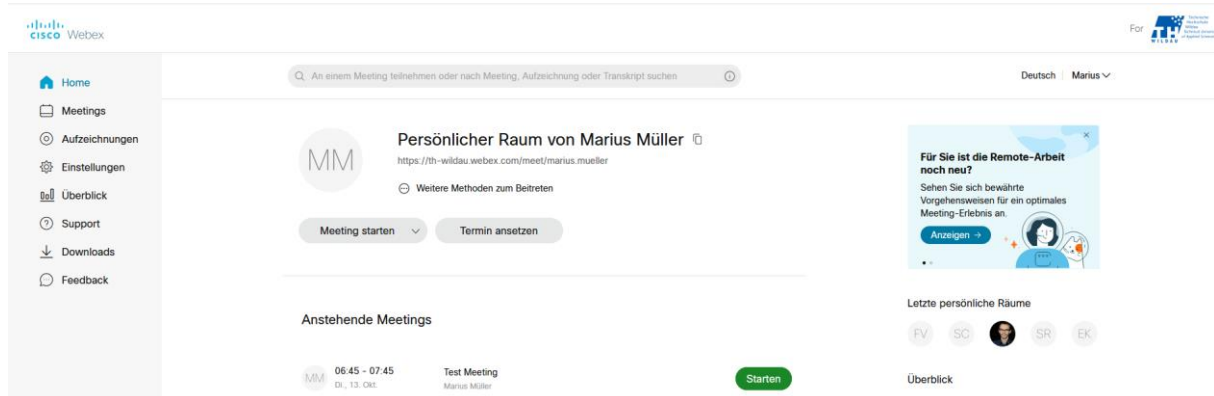 cisco Webex
For
TH
WILDAU
Home
Meetings
Aufzeichnungen
Einstellungen
Überblick
Support
Downloads
Feedback
An einem Meeting teilnehmen oder nach Meeting, Aufzeichnung oder Transkript suchen
Deutsch
Marius
MM
Persönlicher Raum von Marius Müller
https://th-wildau.webex.com/meet/marius.mueller
Weitere Methoden zum Beitreten
Meeting starten
Termin ansetzen
Anstehende Meetings
MM
06:45 - 07:45
Di., 13. Okt.
Test Meeting
Marius Müller
Starten
Für Sie ist die Remote-Arbeit
noch neu?
Sehen Sie sich bewährte
Vorgehensweisen für ein optimales
Meeting-Erlebnis an.
Anzeigen →
Letzte persönliche Räume
FV SC SR EK
Überblick